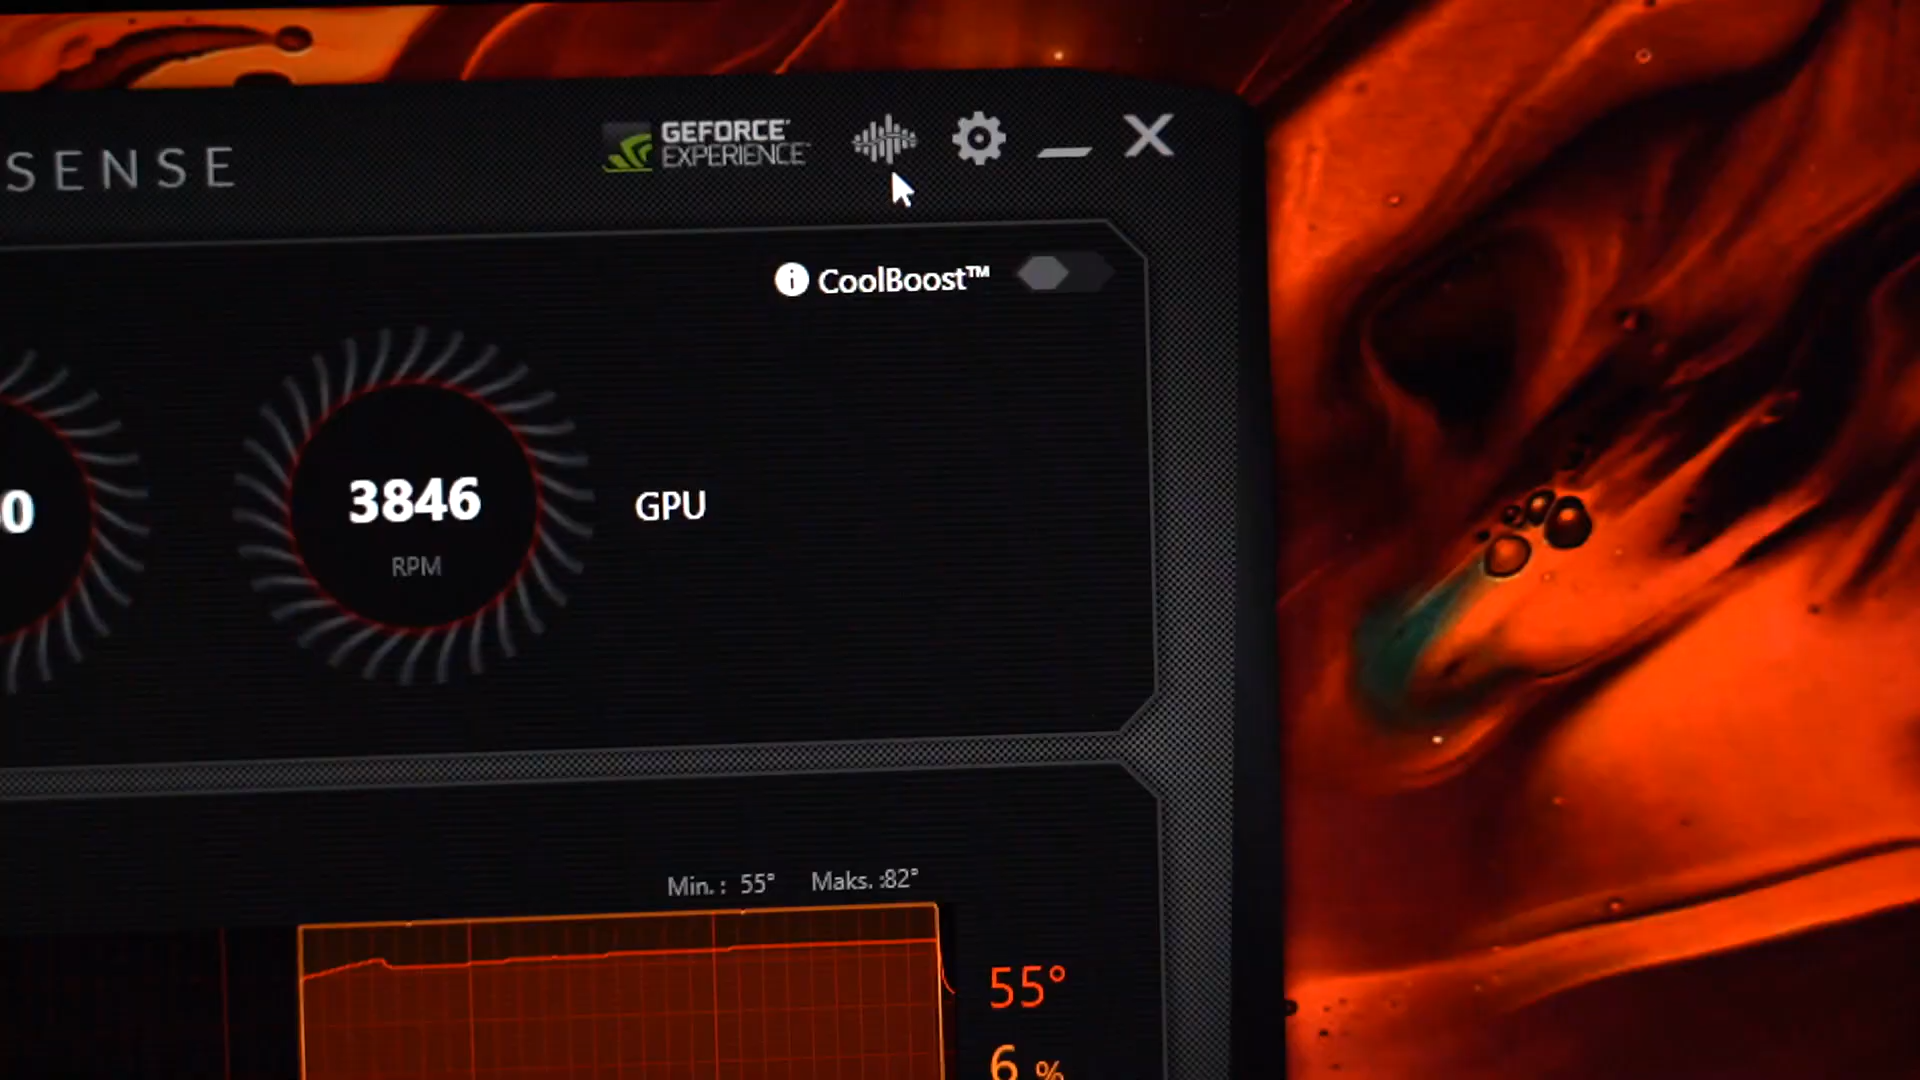 SENSE
GEFORCE
EXPERIENCE
i CoolBoost™
0
3846
RPM
GPU
Min.: 55° Maks.:82°
55°
6 %